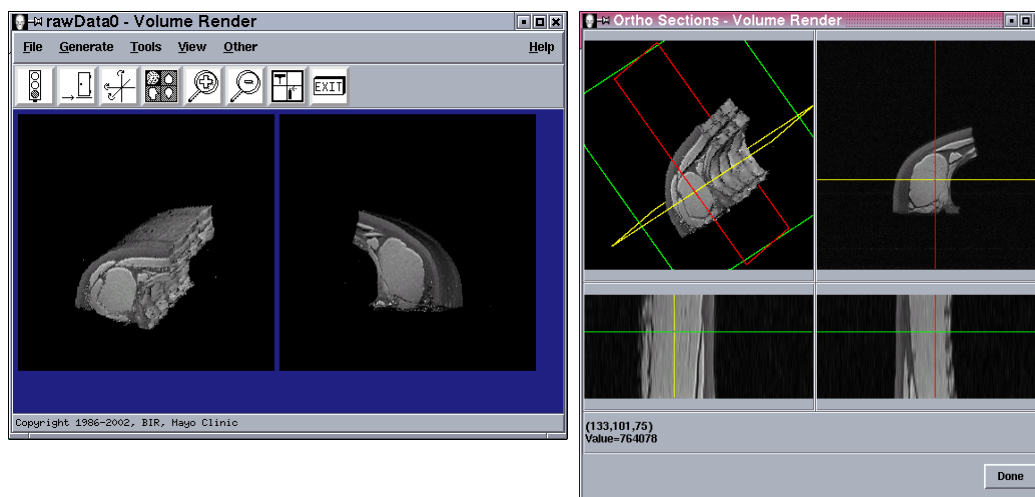 rawData0 - Volume Render
File Generate Tools View Other Help
EXIT
Copyright 1986-2002, BIR, Mayo Clinic
Ortho Sections - Volume Render
(133,101,75)
Value=764078
Done